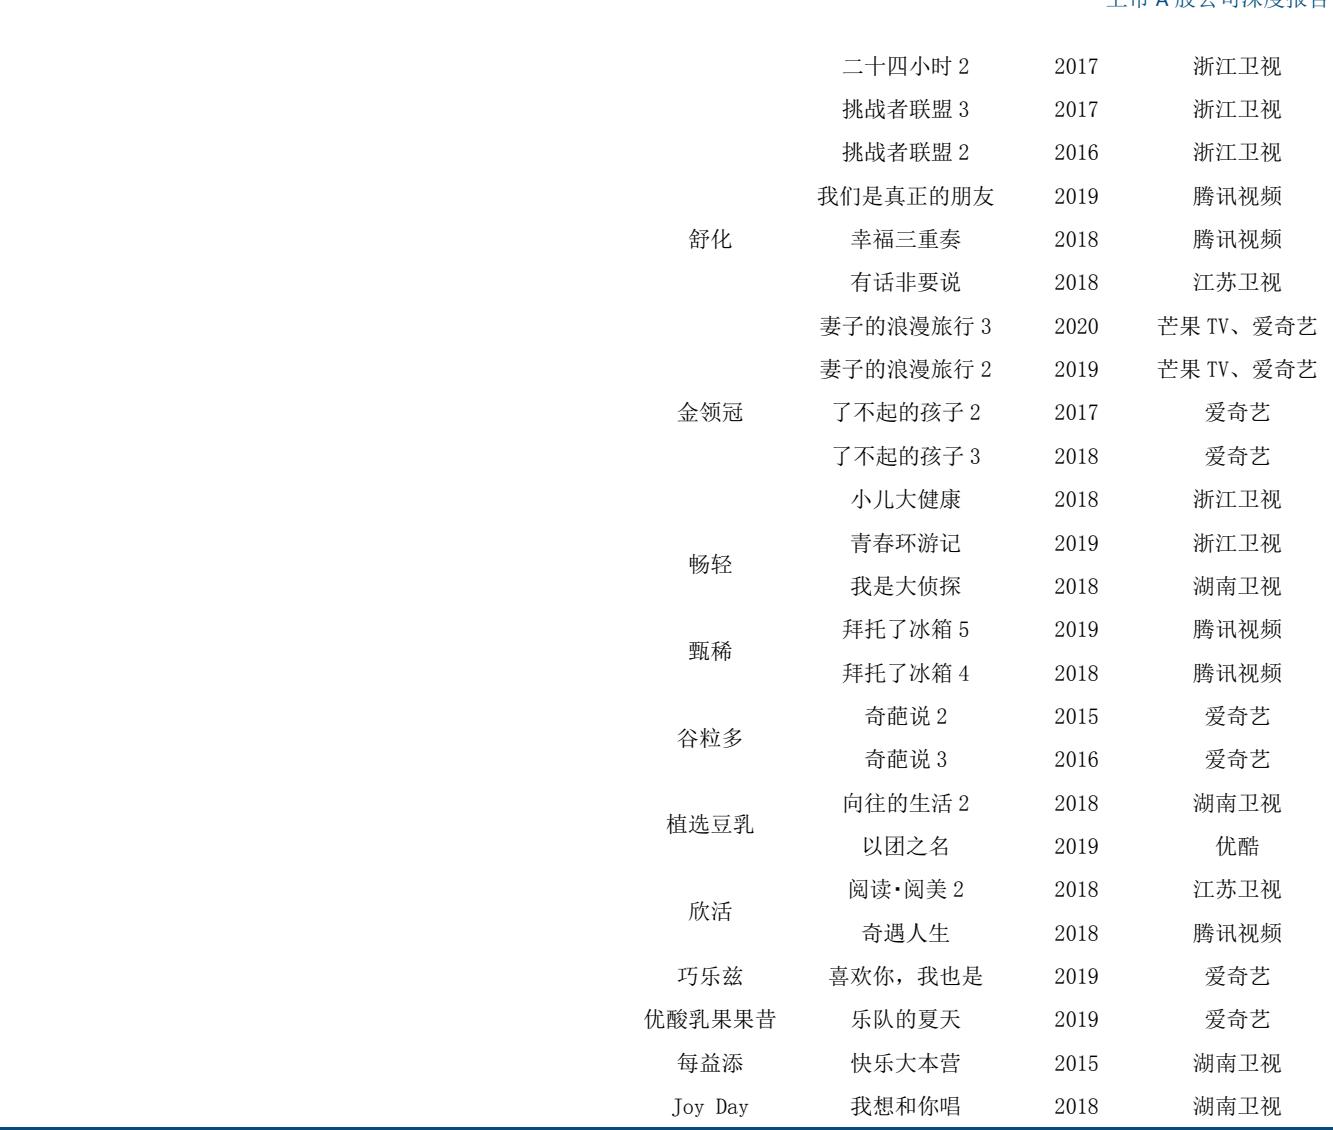 上市 A 股公司深度报告
二十四小时 2 2017 浙江卫视
挑战者联盟 3 2017 浙江卫视
挑战者联盟 2 2016 浙江卫视
我们是真正的朋友 2019 腾讯视频
舒化 幸福三重奏 2018 腾讯视频
有话非要说 2018 江苏卫视
妻子的浪漫旅行 3 2020 芒果 TV、爱奇艺
妻子的浪漫旅行 2 2019 芒果 TV、爱奇艺
金领冠 了不起的孩子 2 2017 爱奇艺
了不起的孩子 3 2018 爱奇艺
小儿大健康 2018 浙江卫视
青春环游记 2019 浙江卫视
畅轻
我是大侦探 2018 湖南卫视
拜托了冰箱 5 2019 腾讯视频
甄稀
拜托了冰箱 4 2018 腾讯视频
奇葩说 2 2015 爱奇艺
谷粒多
奇葩说 3 2016 爱奇艺
向往的生活 2 2018 湖南卫视
植选豆乳
以团之名 2019 优酷
阅读·阅美 2 2018 江苏卫视
欣活
奇遇人生 2018 腾讯视频
巧乐兹 喜欢你，我也是 2019 爱奇艺
优酸乳果果昔 乐队的夏天 2019 爱奇艺
每益添 快乐大本营 2015 湖南卫视
Joy Day 我想和你唱 2018 湖南卫视